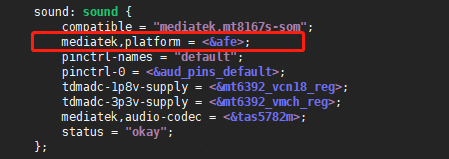 sound: sound {
compatible = "mediatek.mt8167s-som";
mediatek,platform = <&afe>;
pinctrl-names = "default";
pinctrl-0 = <&aud_pins_default>;
tdmadc-1p8v-supply = <&mt6392_vcn18_reg>;
tdmadc-3p3v-supply = <&mt6392_vmch_reg>;
mediatek,audio-codec = <&tas5782m>;
status = "okay";
};